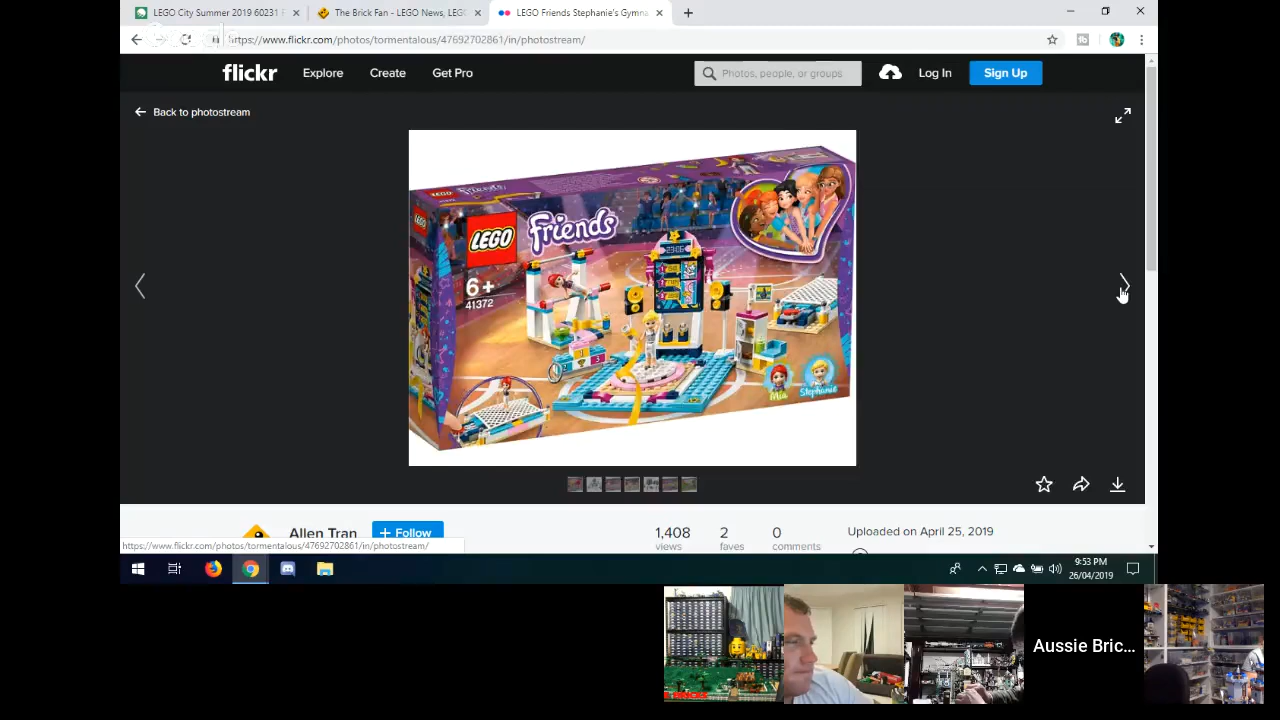 LEGO City Summer 2019 60231 F
The Brick Fan - LEGO News, LEGO
LEGO Friends Stephanie's Gymna
https://www.flickr.com/photos/tormentalous/47692702861/in/photostream/
flickr
Explore
Create
Get Pro
Photos, people, or groups
Log In
Sign Up
Back to photostream
LEGO
Friends
6+
41372
23:06
Mia
Stephanie
Allen Tran
+ Follow
1,408
views
2
faves
0
comments
Uploaded on April 25, 2019
https://www.flickr.com/photos/tormentalous/47692702861/in/photostream/
9:53 PM
26/04/2019
Aussie Bric...